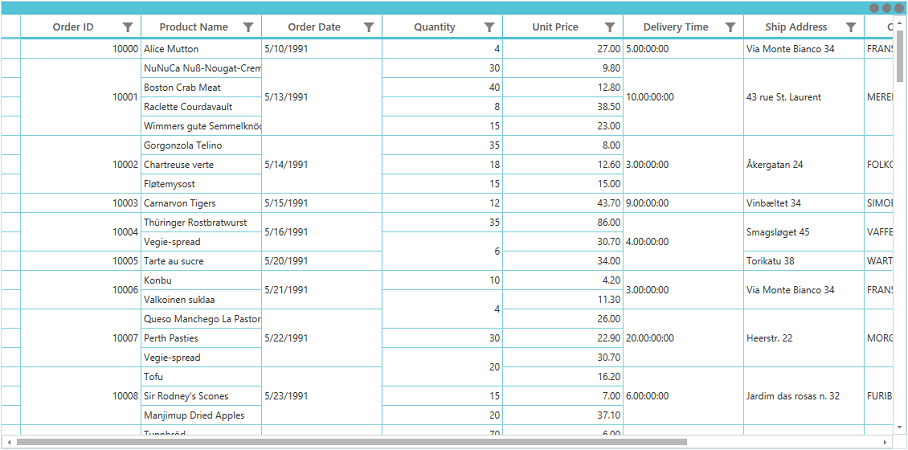 Order ID Product Name Order Date Quantity Unit Price Delivery Time Ship Address
10000 Alice Mutton 5/10/1991 4 27.00 5.00:00:00 Via Monte Bianco 34 FRANS
NuNuCa Nuß-Nougat-Crem 30 9.80
Boston Crab Meat 40 12.80
10001 5/13/1991 10.00:00:00 43 rue St. Laurent MERE
Raclette Courdavault 8 38.50
Wimmers gute Semmelknö 15 23.00
Gorgonzola Telino 35 8.00
10002 Chartreuse verte 5/14/1991 18 12.60 3.00:00:00 Åkergatan 24 FOLKO
Fløtemysost 15 15.00
10003 Carnarvon Tigers 5/15/1991 12 43.70 9.00:00:00 Vinbæltet 34 SIMOB
Thüringer Rostbratwurst 35 86.00
10004 5/16/1991 Smagsløget 45 VAFFE
Vegie-spread 6 30.70 4.00:00:00
10005 Tarte au sucre 5/20/1991 34.00 Torikatu 38 WART
Konbu 10 4.20
10006 5/21/1991 3.00:00:00 Via Monte Bianco 34 FRANS
Valkoinen suklaa 4 11.30
Queso Manchego La Pastor 26.00
10007 Perth Pasties 5/22/1991 30 22.90 20.00:00:00 Heerstr. 22 MORG
Vegie-spread 20 30.70
Tofu 16.20
10008 Sir Rodney's Scones 5/23/1991 15 7.00 6.00:00:00 Jardim das rosas n. 32 FURIB
Manjimup Dried Apples 20 37.10
Tunnbröd 70 6.00